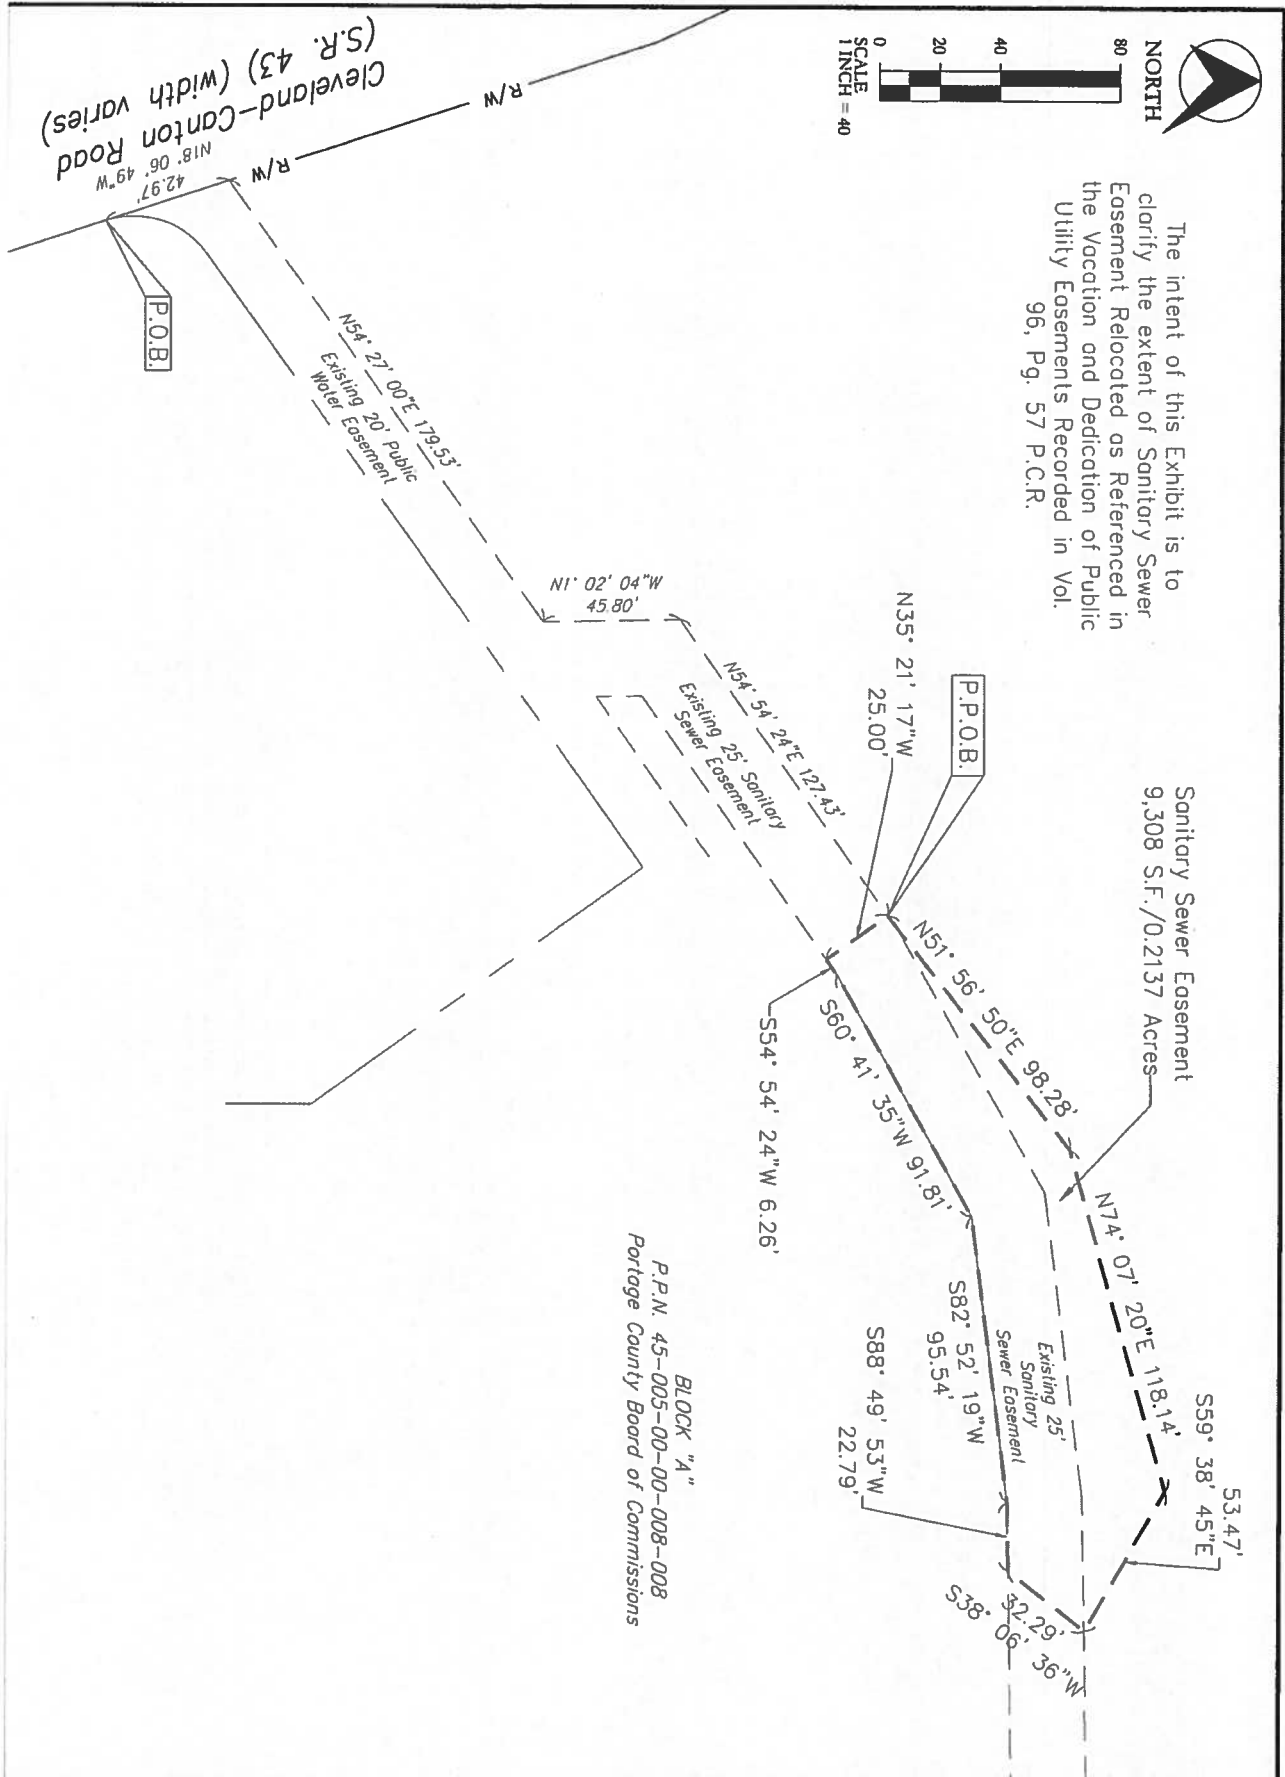 NORTH
80
40
20
0
SCALE
1 INCH = 40
The intent of this Exhibit is to
clarify the extent of Sanitary Sewer
Easement Relocated as Referenced in
the Vacation and Dedication of Public
Utility Easements Recorded in Vol.
96, Pg. 57 P.C.R.
Cleveland-Canton Road
(S.R. 43) (width varies)
R/W
R/W
N18° 06' 49"W
42.97'
P.O.B.
N54° 27' 00"E 179.53'
Existing 20' Public
Water Easement
N1° 02' 04"W
45.80'
N54° 54' 24"E 127.43'
Existing 25' Sanitary
Sewer Easement
N35° 21' 17"W
25.00'
P.P.O.B.
Sanitary Sewer Easement
9,308 S.F./0.2137 Acres
N51° 56' 50"E 98.28'
N74° 07' 20"E 118.14'
53.47'
S59° 38' 45"E
32.29'
S38° 06' 36"W
S88° 49' 53"W
22.79'
Existing 25'
Sanitary
Sewer Easement
S82° 52' 19"W
95.54'
S60° 41' 35"W 91.81'
S54° 54' 24"W 6.26'
BLOCK "A"
P.P.N. 45-005-00-00-008-008
Portage County Board of Commissions